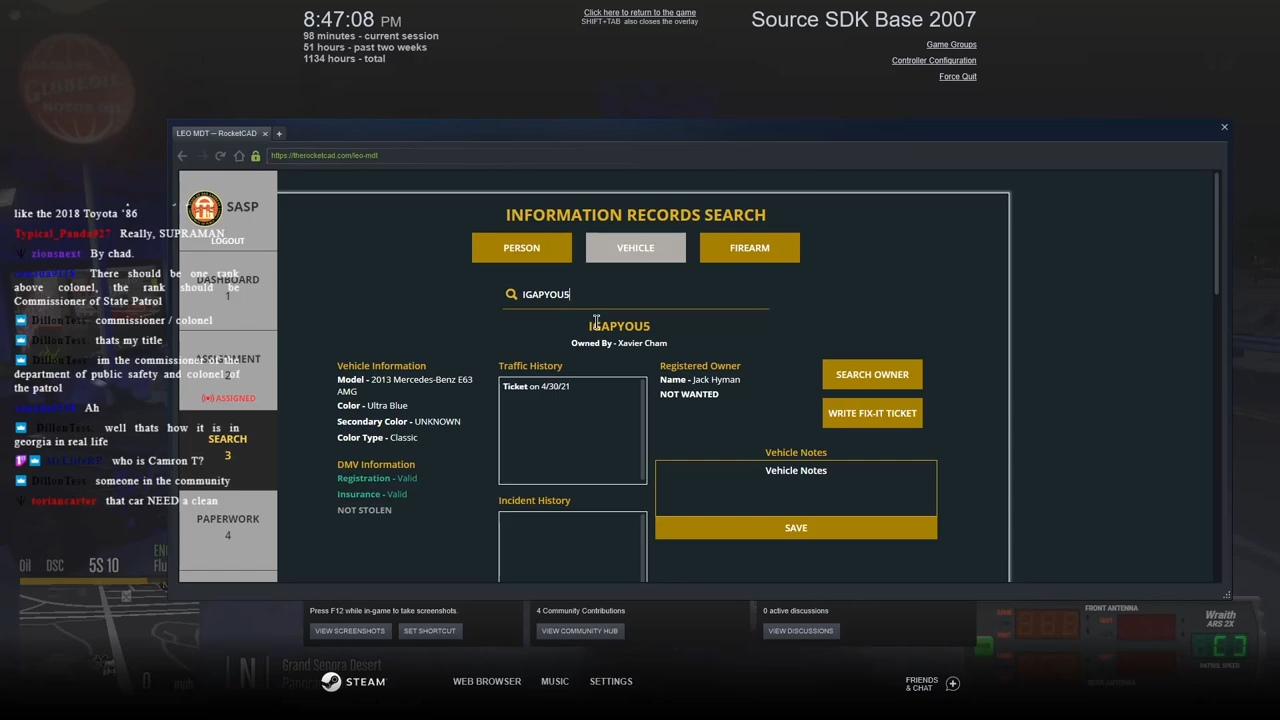 8:47:08 PM
98 minutes - current session
51 hours - past two weeks
1134 hours - total
Click here to return to the game
SHIFT+TAB also closes the overlay
Source SDK Base 2007
Game Groups
Controller Configuration
Force Quit
LEO MDT — RocketCAD
https://therocketcad.com/leo-mdt
SASP
LOGOUT
DASHBOARD
1
ASSIGNMENT
2
ASSIGNED
SEARCH
3
PAPERWORK
4
like the 2018 Toyota '86
Typical_Panda927 Really, SUPRAMAN
zionsnext By chad.
There should be one rank
above colonel, the rank should be
Commissioner of State Patrol
DillonTess: commissioner / colonel
DillonTess: thats my title
DillonTess: im the commissioner of the
department of public safety and colonel of
the patrol
Ah
DillonTess: well thats how it is in
georgia in real life
who is Camron T?
DillonTess: someone in the community
toriancarter that car NEED a clean
INFORMATION RECORDS SEARCH
PERSON
VEHICLE
FIREARM
IGAPYOU5
IGAPYOU5
Owned By - Xavier Cham
Vehicle Information
Model - 2013 Mercedes-Benz E63
AMG
Color - Ultra Blue
Secondary Color - UNKNOWN
Color Type - Classic
DMV Information
Registration - Valid
Insurance - Valid
NOT STOLEN
Traffic History
Ticket on 4/30/21
Incident History
Registered Owner
Name - Jack Hyman
NOT WANTED
SEARCH OWNER
WRITE FIX-IT TICKET
Vehicle Notes
Vehicle Notes
SAVE
Oil DSC 5S 10
Press F12 while in-game to take screenshots.
VIEW SCREENSHOTS
SET SHORTCUT
4 Community Contributions
VIEW COMMUNITY HUB
0 active discussions
VIEW DISCUSSIONS
FRONT ANTENNA
Wraith
ARS 2X
PATROL SPEED
REAR ANTENNA
N
Grand Senora Desert
0 mph
STEAM
WEB BROWSER
MUSIC
SETTINGS
FRIENDS
& CHAT